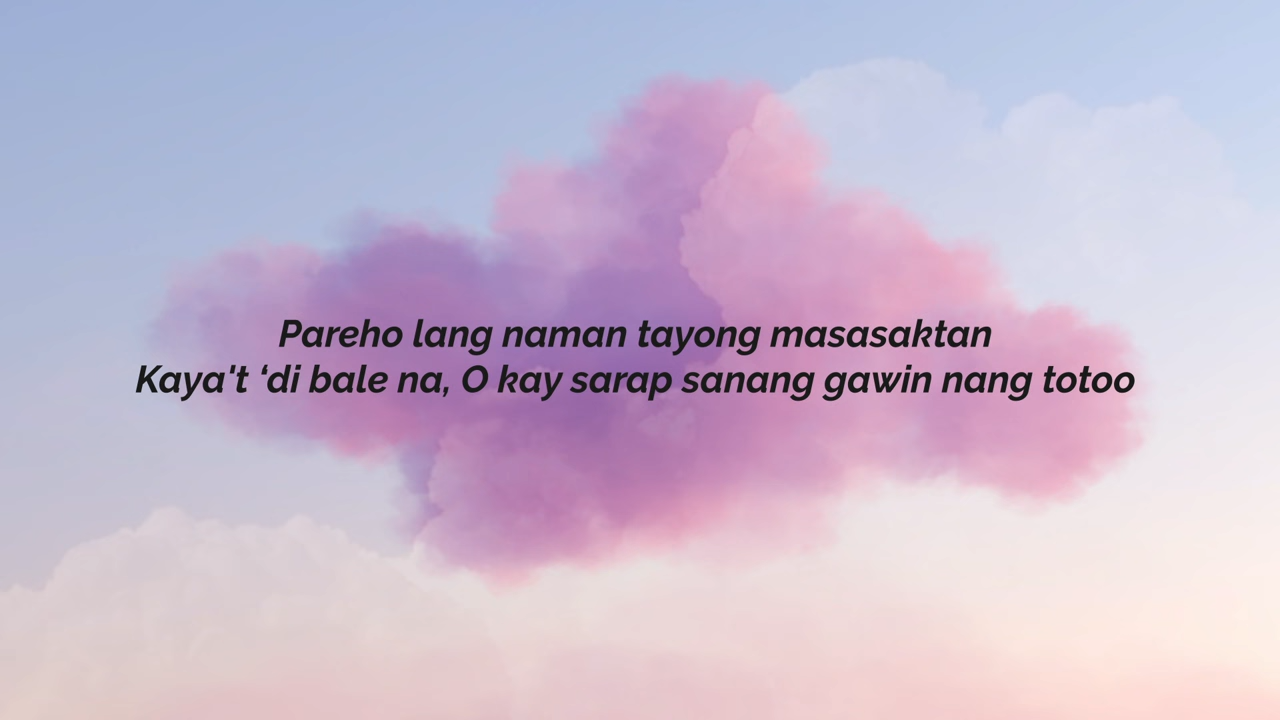 Pareho lang naman tayong masasaktan
Kaya't ‘di bale na, O kay sarap sanang gawin nang totoo